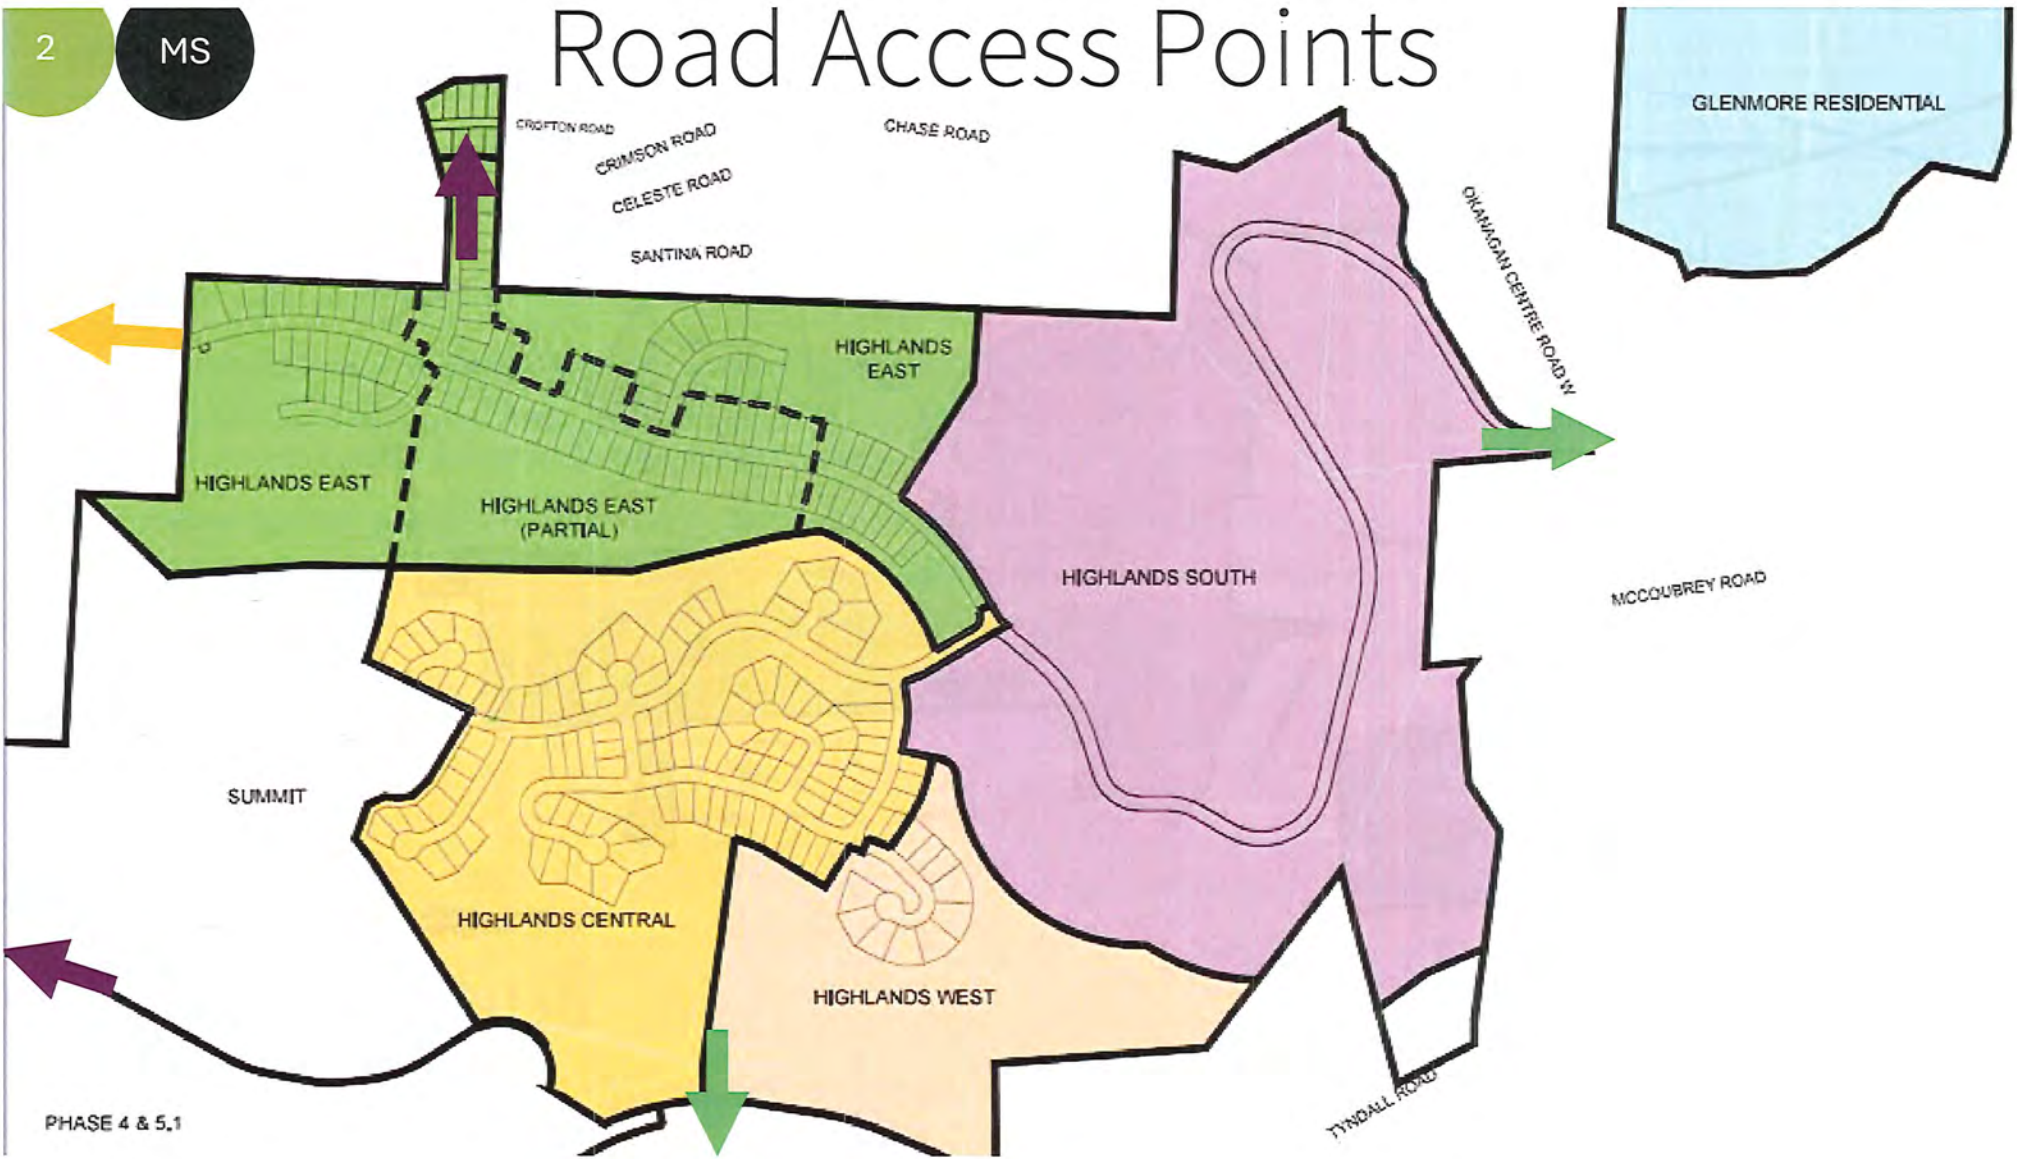 2
MS
Road Access Points
GLENMORE RESIDENTIAL
CROFTON ROAD
CRIMSON ROAD
CHASE ROAD
CELESTE ROAD
SANTINA ROAD
OKANAGAN CENTRE ROAD W
HIGHLANDS
EAST
HIGHLANDS EAST
HIGHLANDS EAST
(PARTIAL)
HIGHLANDS SOUTH
MCCOUBREY ROAD
SUMMIT
HIGHLANDS CENTRAL
HIGHLANDS WEST
TYNDALL ROAD
PHASE 4 & 5.1